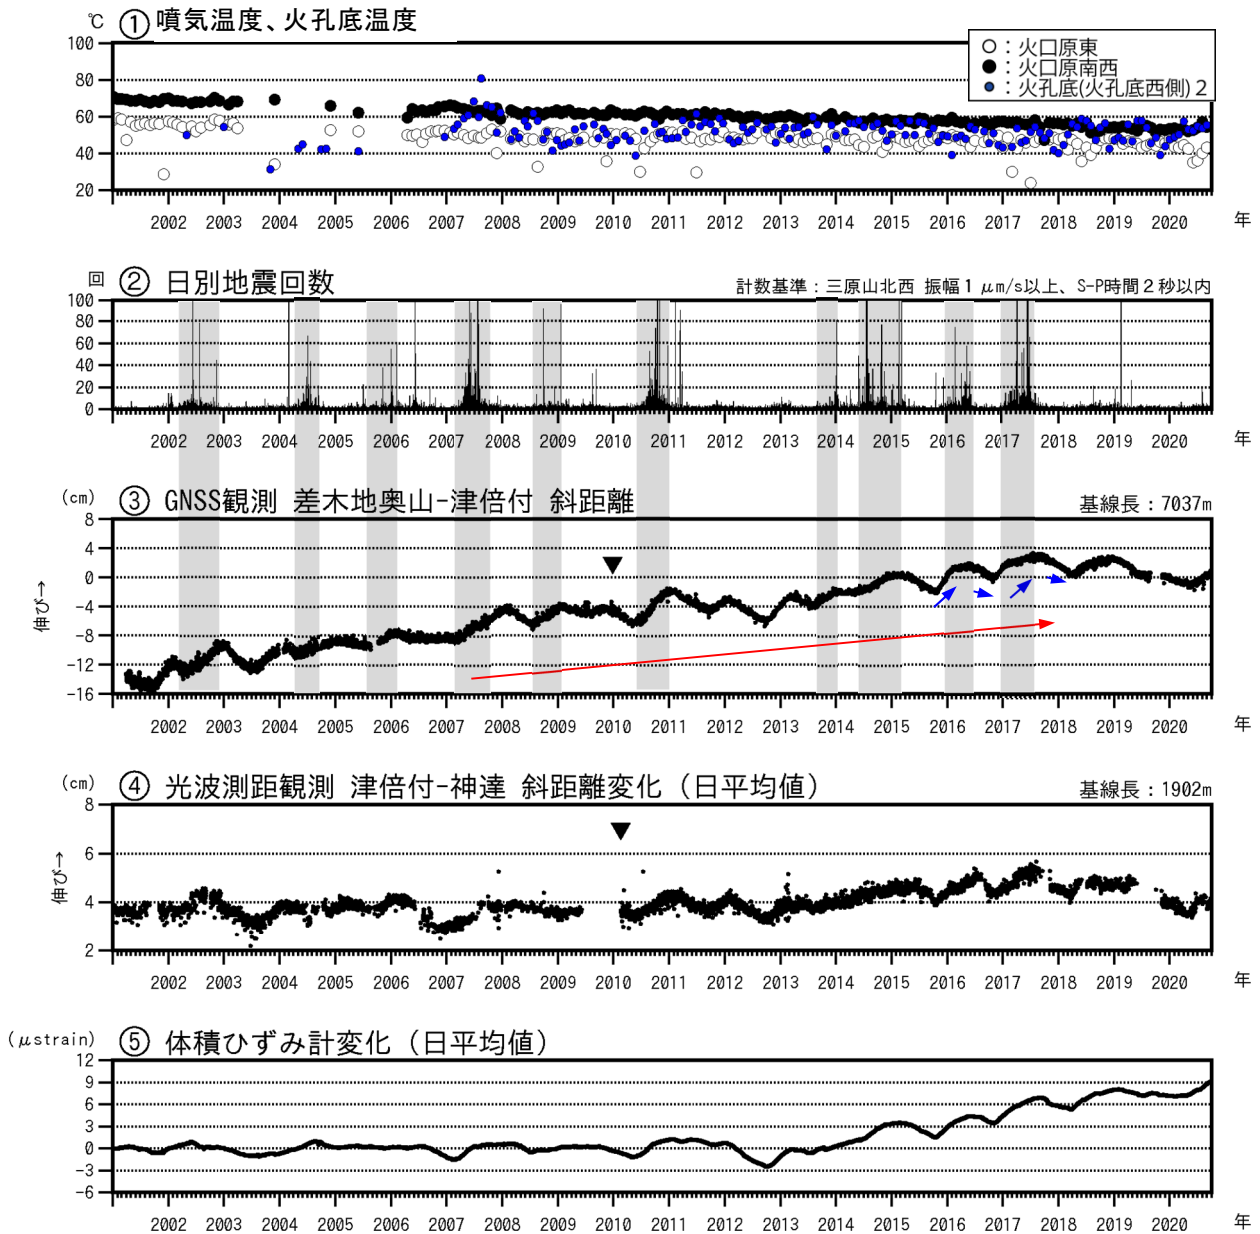 ℃ ① 噴気温度、火孔底温度
○：火口原東
●：火口原南西
●：火孔底(火孔底西側)２
100
80
60
40
20
2002 2003 2004 2005 2006 2007 2008 2009 2010 2011 2012 2013 2014 2015 2016 2017 2018 2019 2020 年
回 ② 日別地震回数 計数基準：三原山北西 振幅１μm/s以上、S-P時間２秒以内
100
80
60
40
20
0
2002 2003 2004 2005 2006 2007 2008 2009 2010 2011 2012 2013 2014 2015 2016 2017 2018 2019 2020 年
(cm) ③ GNSS観測 差木地奥山-津倍付 斜距離 基線長：7037m
8
4
0
-4
-8
-12
-16
伸び→
2002 2003 2004 2005 2006 2007 2008 2009 2010 2011 2012 2013 2014 2015 2016 2017 2018 2019 2020 年
(cm) ④ 光波測距観測 津倍付-神達 斜距離変化（日平均値） 基線長：1902m
8
6
4
2
伸び→
2002 2003 2004 2005 2006 2007 2008 2009 2010 2011 2012 2013 2014 2015 2016 2017 2018 2019 2020 年
(μstrain) ⑤ 体積ひずみ計変化（日平均値）
12
9
6
3
0
-3
-6
2002 2003 2004 2005 2006 2007 2008 2009 2010 2011 2012 2013 2014 2015 2016 2017 2018 2019 2020 年